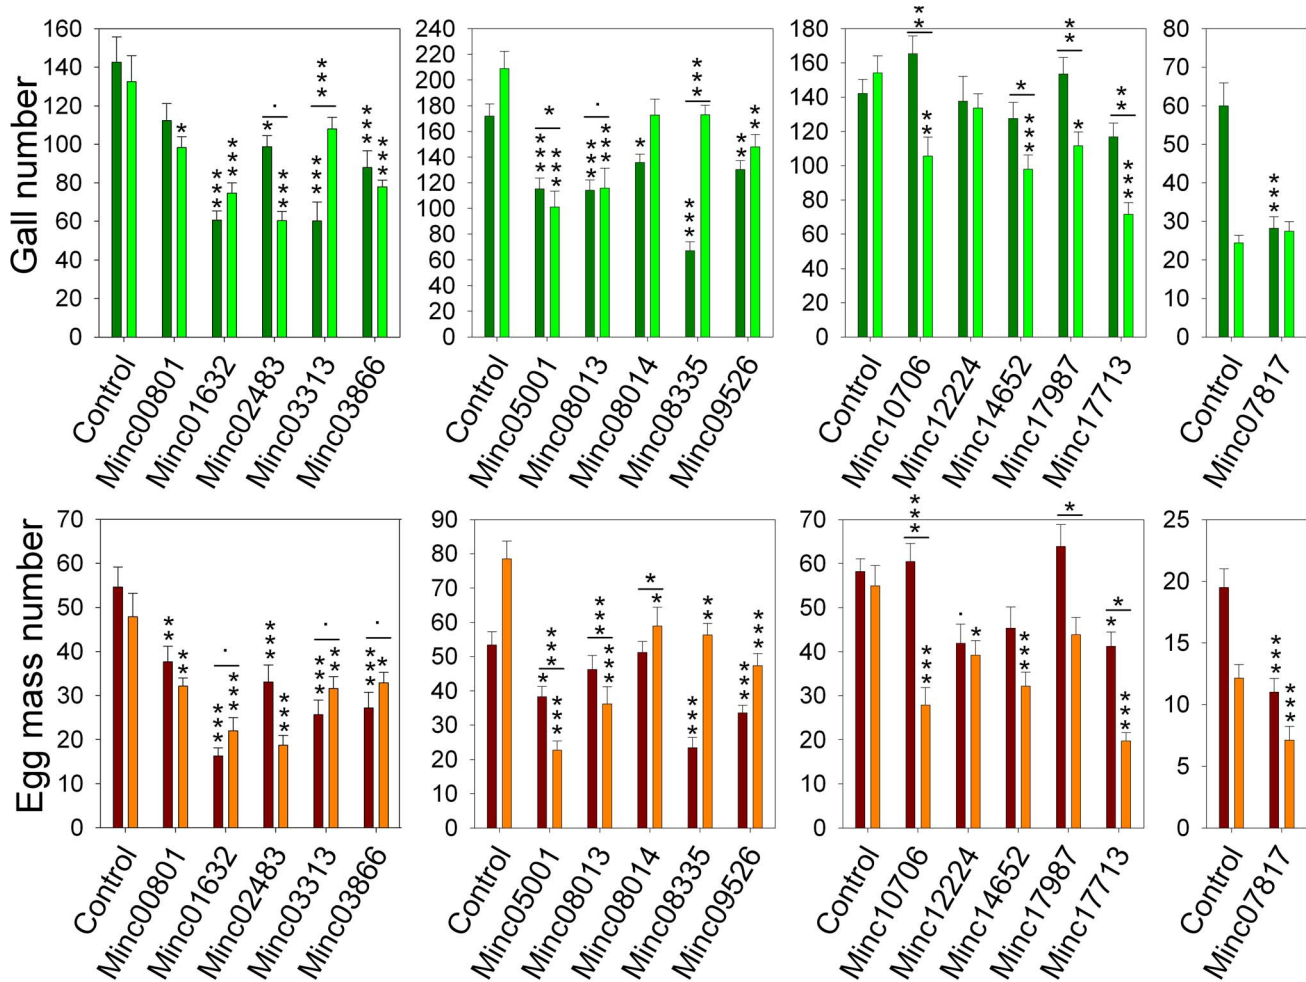 Gall number
160
140
120
100
80
60
40
20
0
* * * * * * * * * * · * * * * * * * * * * * * * *
Control
Minc00801
Minc01632
Minc02483
Minc03313
Minc03866
240
220
200
180
160
140
120
100
80
60
40
20
0
* * * * * * * · * * * * * * * * * * * * * * * * *
Control
Minc05001
Minc08013
Minc08014
Minc08335
Minc09526
180
160
140
120
100
80
60
40
20
0
* * * * * * * * * * * * * * * *
Control
Minc10706
Minc12224
Minc14652
Minc17987
Minc17713
80
70
60
50
40
30
20
10
0
* * *
Control
Minc07817
Egg mass number
70
60
50
40
30
20
10
0
* * * * * * * · * * * * * * * * * * · * * * * * · * * * *
Control
Minc00801
Minc01632
Minc02483
Minc03313
Minc03866
90
80
70
60
50
40
30
20
10
0
* * * * * * * * * * * * * * * * * * * * * * * *
Control
Minc05001
Minc08013
Minc08014
Minc08335
Minc09526
70
60
50
40
30
20
10
0
* * * * * * · * * * * * * * * * *
Control
Minc10706
Minc12224
Minc14652
Minc17987
Minc17713
25
20
15
10
5
0
* * * * * *
Control
Minc07817